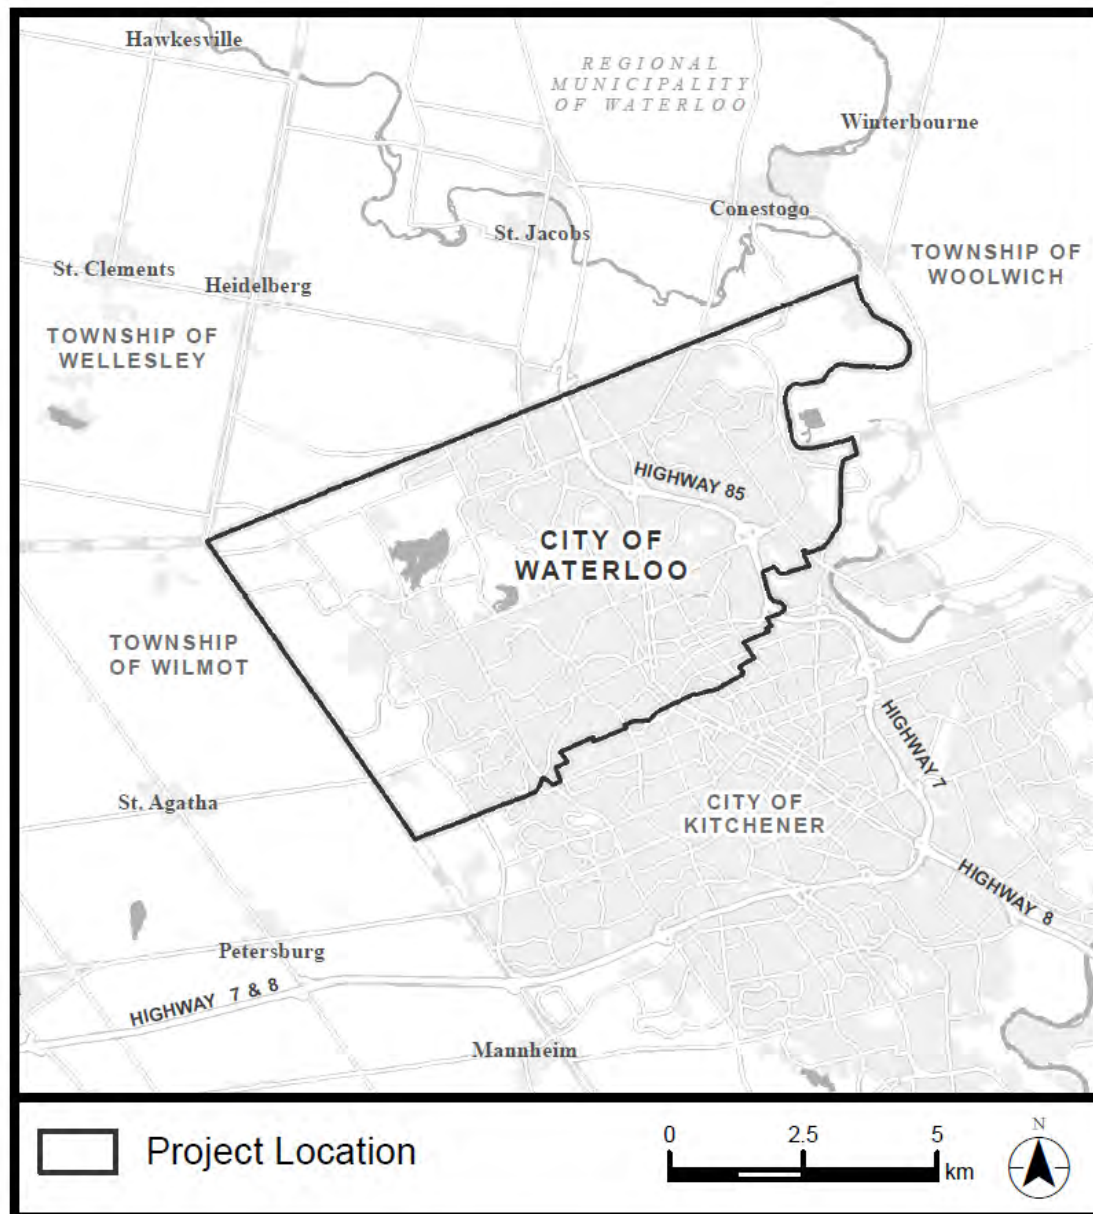 Hawkesville
REGIONAL
MUNICIPALITY
OF WATERLOO
Winterbourne
Conestogo
St. Jacobs
TOWNSHIP OF
WOOLWICH
St. Clements
Heidelberg
TOWNSHIP OF
WELLESLEY
HIGHWAY 85
CITY OF
WATERLOO
TOWNSHIP
OF WILMOT
HIGHWAY 7
St. Agatha
CITY OF
KITCHENER
HIGHWAY 8
Petersburg
HIGHWAY 7 & 8
Mannheim
Project Location
0 2.5 5
km
N